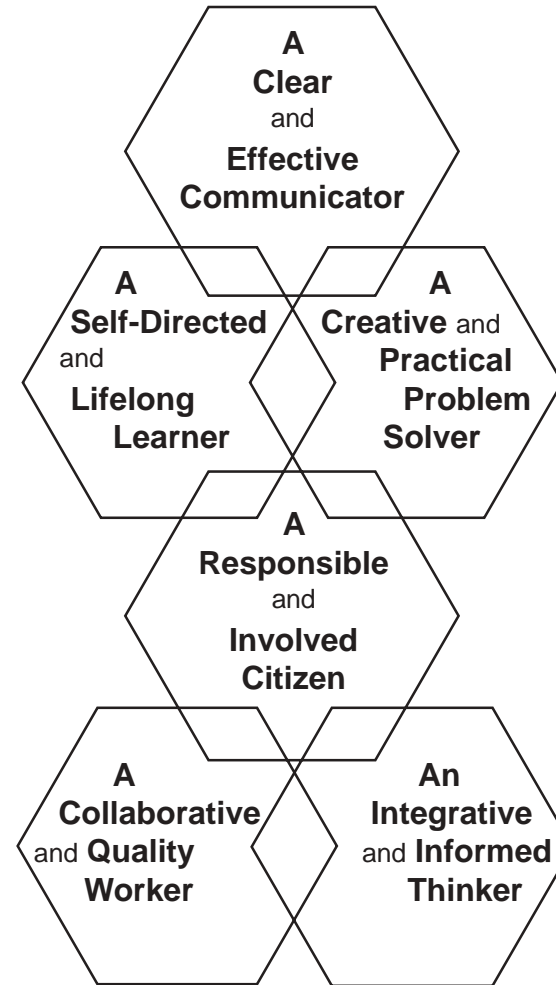 A
Clear
and
Effective
Communicator
A
Self-Directed
and
Lifelong
Learner
A
Creative and
Practical
Problem
Solver
A
Responsible
and
Involved
Citizen
A
Collaborative
and Quality
Worker
An
Integrative
and Informed
Thinker